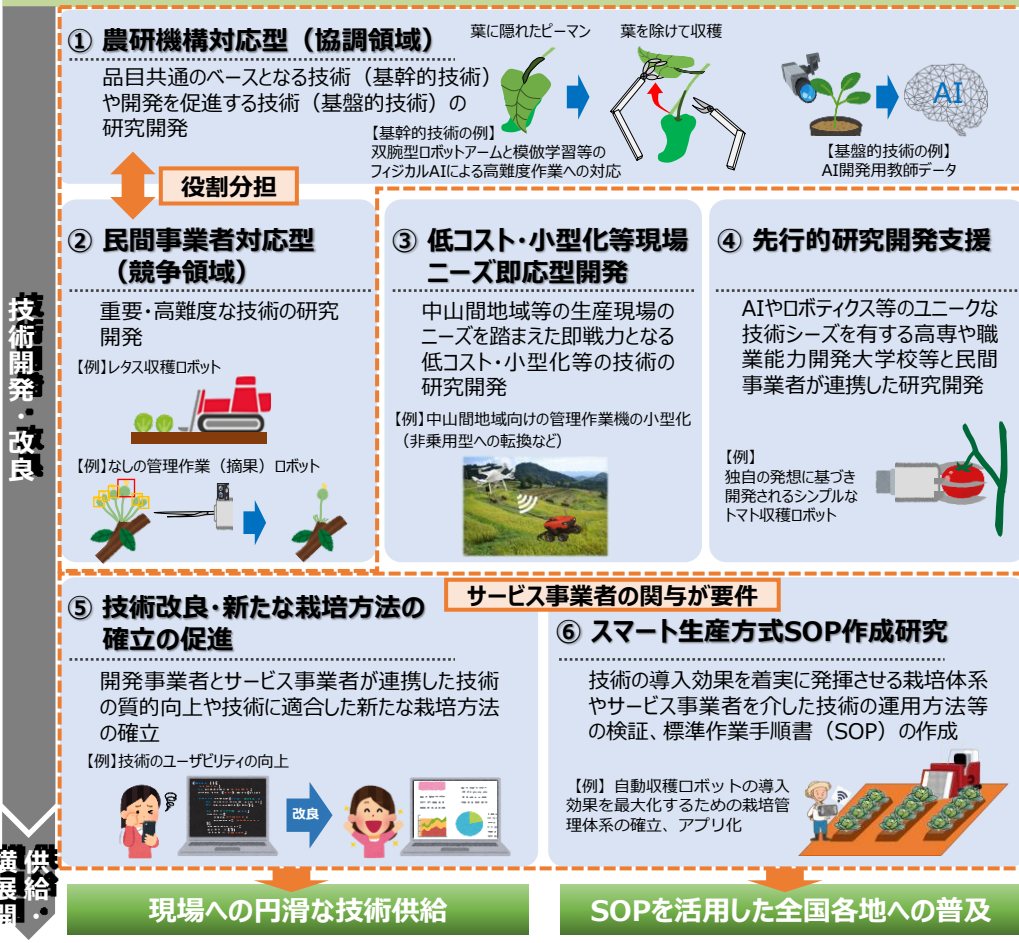 ① 農研機構対応型（協調領域）
品目共通のベースとなる技術（基幹的技術）
や開発を促進する技術（基盤的技術）の
研究開発
葉に隠れたピーマン
葉を除けて収穫
【基幹的技術の例】
双腕型ロボットアームと模倣学習等の
フィジカルAIによる高難度作業への対応
AI
【基盤的技術の例】
AI開発用教師データ
役割分担
② 民間事業者対応型
（競争領域）
重要・高難度な技術の研究
開発
【例】レタス収穫ロボット
【例】なしの管理作業（摘果）ロボット
③ 低コスト・小型化等現場
ニーズ即応型開発
中山間地域等の生産現場の
ニーズを踏まえた即戦力となる
低コスト・小型化等の技術の
研究開発
【例】中山間地域向けの管理作業機の小型化
（非乗用型への転換など）
④ 先行的研究開発支援
AIやロボティクス等のユニークな
技術シーズを有する高専や職
業能力開発大学校等と民間
事業者が連携した研究開発
【例】
独自の発想に基づき
開発されるシンプルな
トマト収穫ロボット
技術開発・改良
サービス事業者の関与が要件
⑤ 技術改良・新たな栽培方法の
確立の促進
開発事業者とサービス事業者が連携した技術
の質的向上や技術に適合した新たな栽培方法
の確立
【例】技術のユーザビリティの向上
改良
⑥ スマート生産方式SOP作成研究
技術の導入効果を着実に発揮させる栽培体系
やサービス事業者を介した技術の運用方法等
の検証、標準作業手順書（SOP）の作成
【例】 自動収穫ロボットの導入
効果を最大化するための栽培管
理体系の確立、アプリ化
供給・
横展開
現場への円滑な技術供給
SOPを活用した全国各地への普及